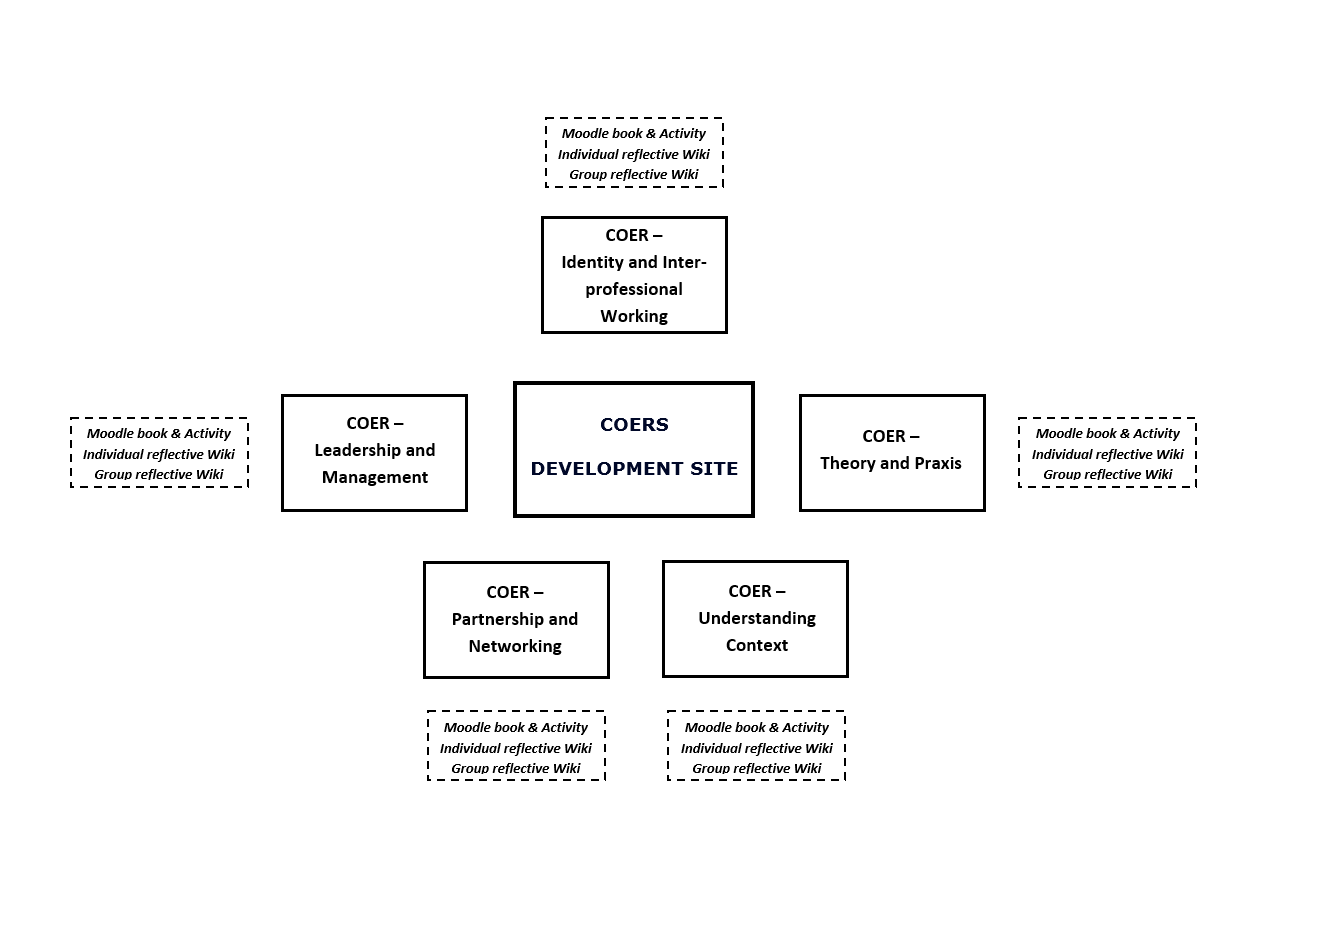 Moodle book & Activity
Individual reflective Wiki
Group reflective Wiki
COER –
Identity and Inter-
professional
Working
Moodle book & Activity
Individual reflective Wiki
Group reflective Wiki
COER –
Leadership and
Management
COERS
DEVELOPMENT SITE
COER –
Theory and Praxis
Moodle book & Activity
Individual reflective Wiki
Group reflective Wiki
COER –
Partnership and
Networking
COER –
Understanding
Context
Moodle book & Activity
Individual reflective Wiki
Group reflective Wiki
Moodle book & Activity
Individual reflective Wiki
Group reflective Wiki